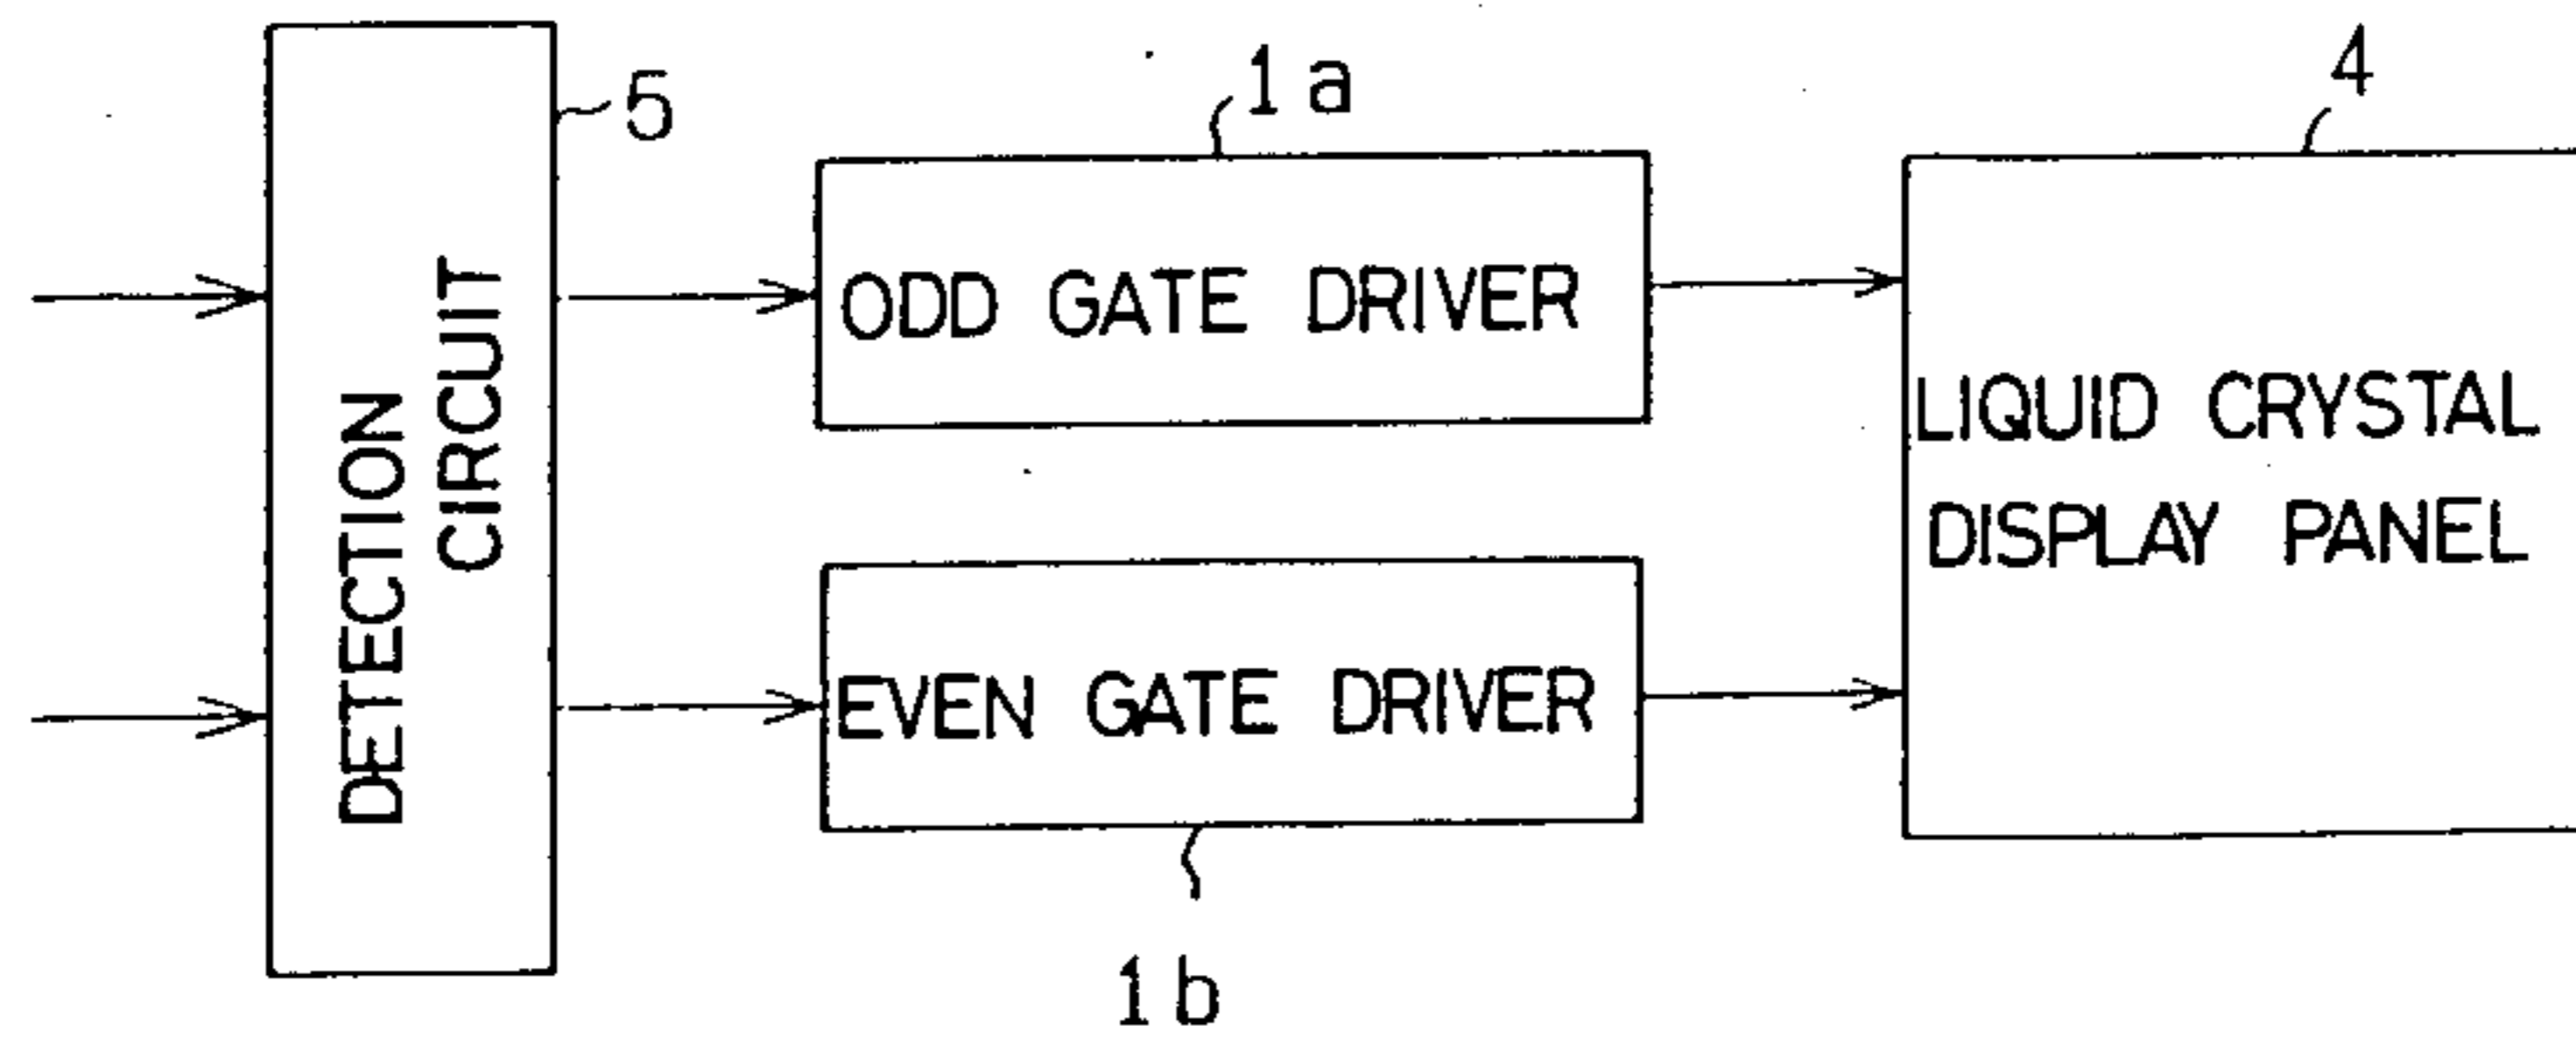 5
DETECTION
CIRCUIT
1a
ODD GATE DRIVER
EVEN GATE DRIVER
1b
4
LIQUID CRYSTAL
DISPLAY PANEL